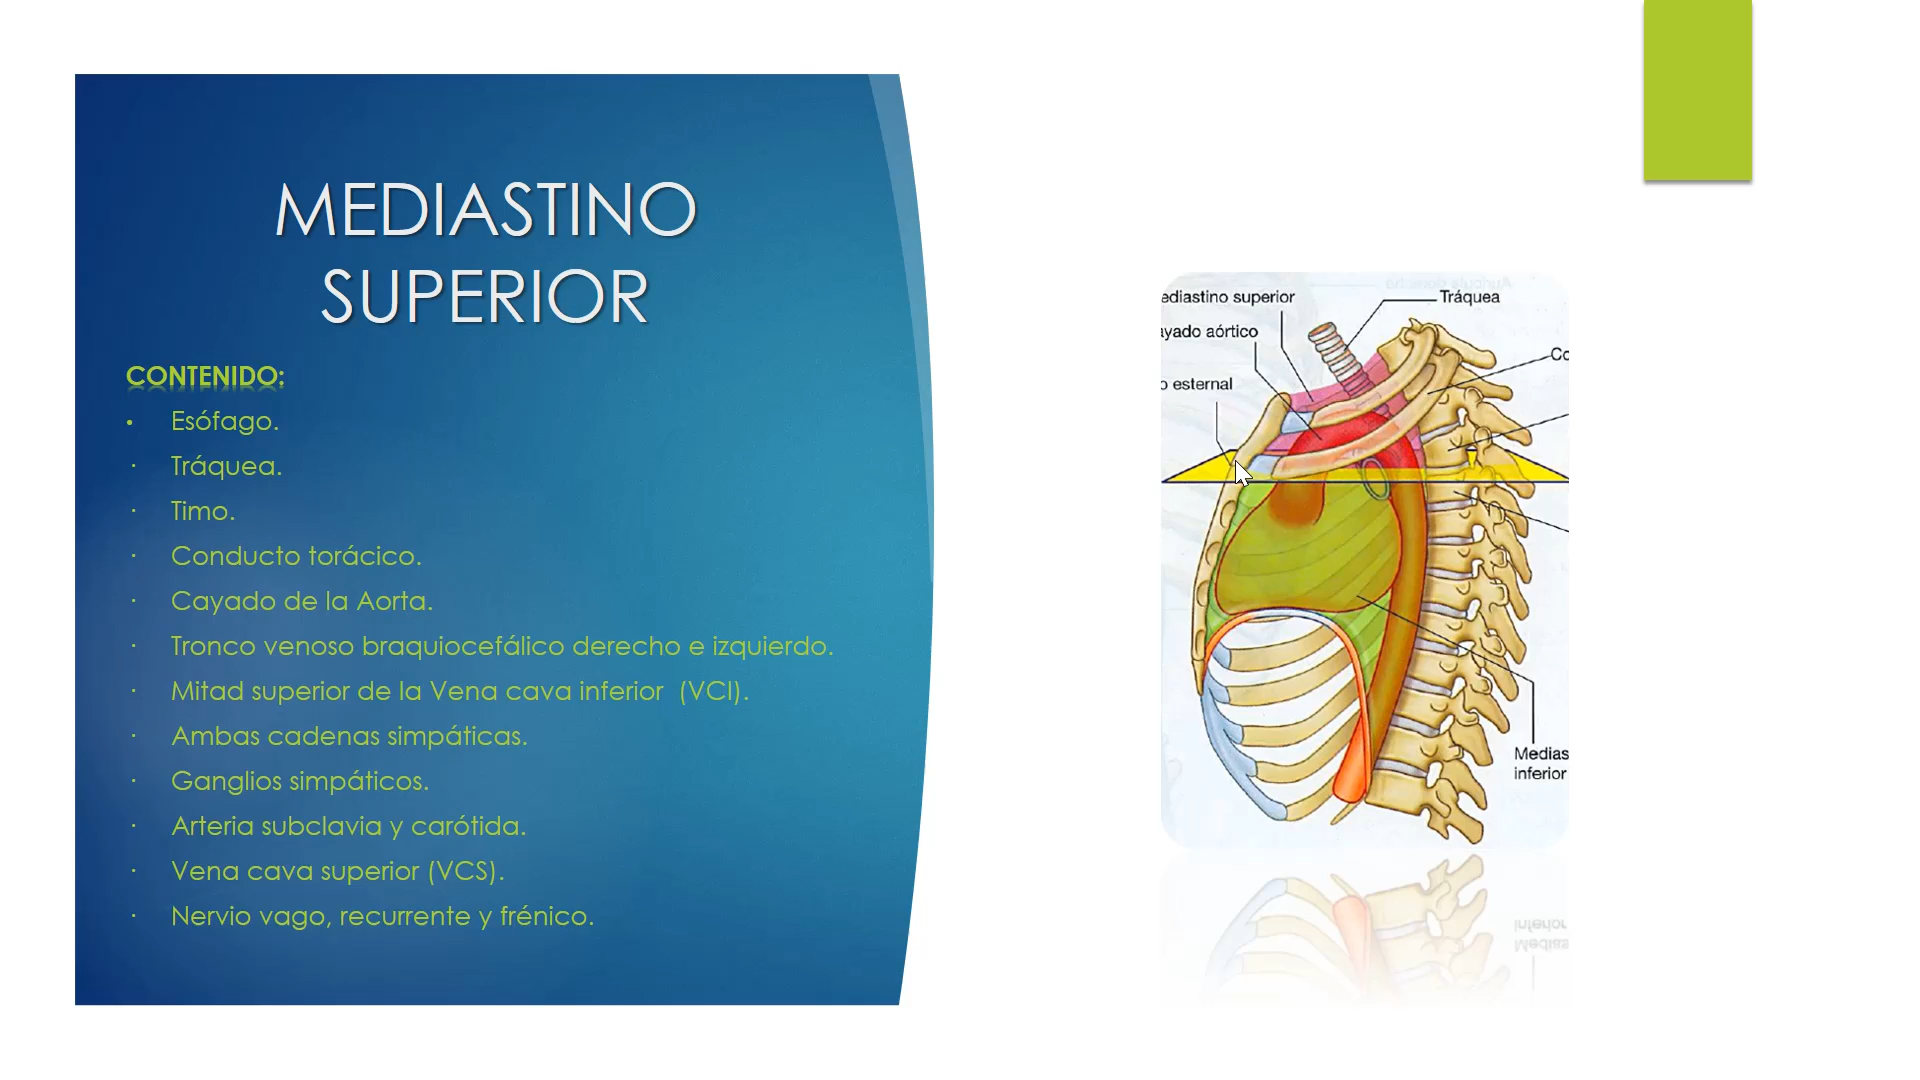 MEDIASTINO
SUPERIOR
CONTENIDO:
• Esófago.
· Tráquea.
· Timo.
· Conducto torácico.
· Cayado de la Aorta.
· Tronco venoso braquiocefálico derecho e izquierdo.
· Mitad superior de la Vena cava inferior  (VCI).
· Ambas cadenas simpáticas.
· Ganglios simpáticos.
· Arteria subclavia y carótida.
· Vena cava superior (VCS).
· Nervio vago, recurrente y frénico.
ediastino superior
Tráquea
ayado aórtico
Co
o esternal
Medias
inferior